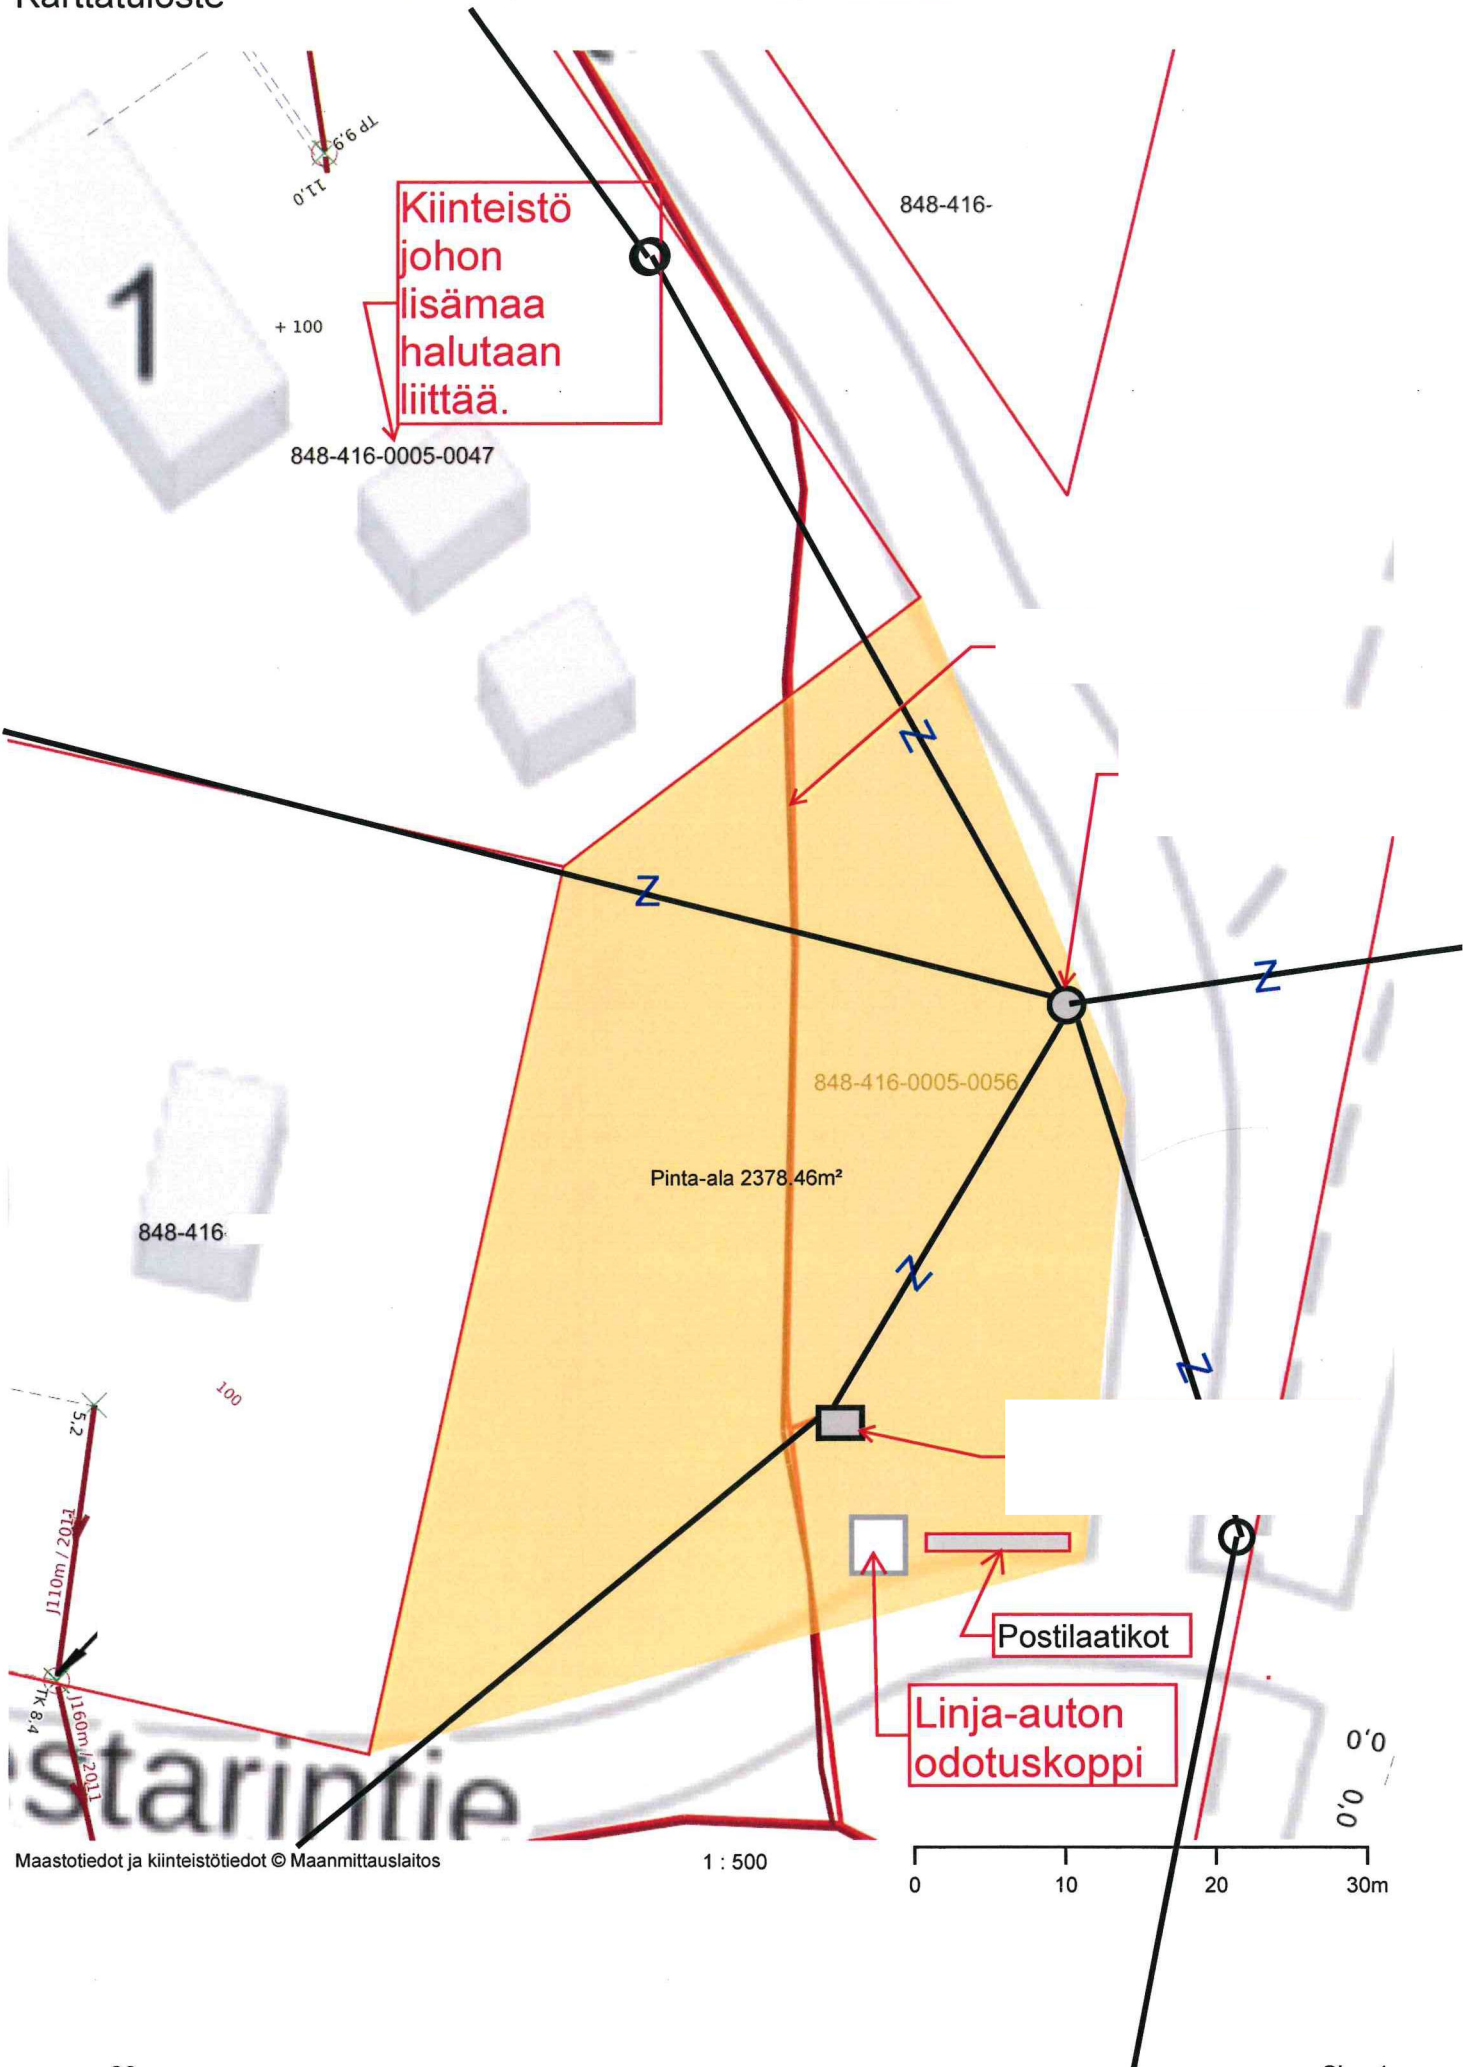 TP 9,9
11,0
848-416-
Kiinteistö
johon
lisämaa
halutaan
liittää.
1
+ 100
848-416-0005-0047
Z
Z
Z
848-416-0005-0056
Pinta-ala 2378.46m²
848-416
Z
Z
100
5,2
J110m / 2011
Postilaatikot
TK 8,4
J160m / 2011
Linja-auton
odotuskoppi
0,0
0,0
Maastotiedot ja kiinteistötiedot © Maanmittauslaitos
1 : 500
0 10 20 30m